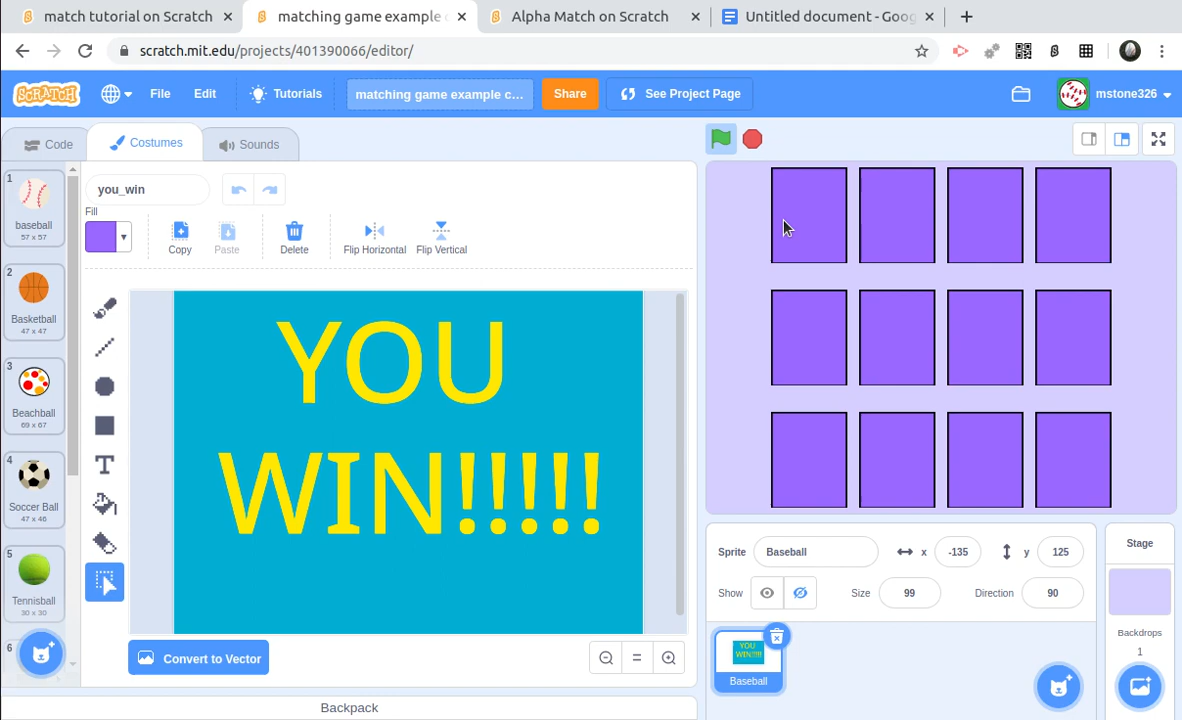 match tutorial on Scratch
matching game example
Alpha Match on Scratch
Untitled document - Goog
scratch.mit.edu/projects/401390066/editor/
SCRATCH
File
Edit
Tutorials
matching game example c...
Share
See Project Page
mstone326
Code
Costumes
Sounds
1
baseball
57 x 57
2
Basketball
47 x 47
3
Beachball
69 x 67
4
Soccer Ball
47 x 46
5
Tennisball
30 x 30
6
you_win
Fill
Copy
Paste
Delete
Flip Horizontal
Flip Vertical
T
YOU
WIN!!!!!
Convert to Vector
Backpack
Sprite
Baseball
x
-135
y
125
Show
Size
99
Direction
90
YOU
WIN!!!!!
Baseball
Stage
Backdrops
1